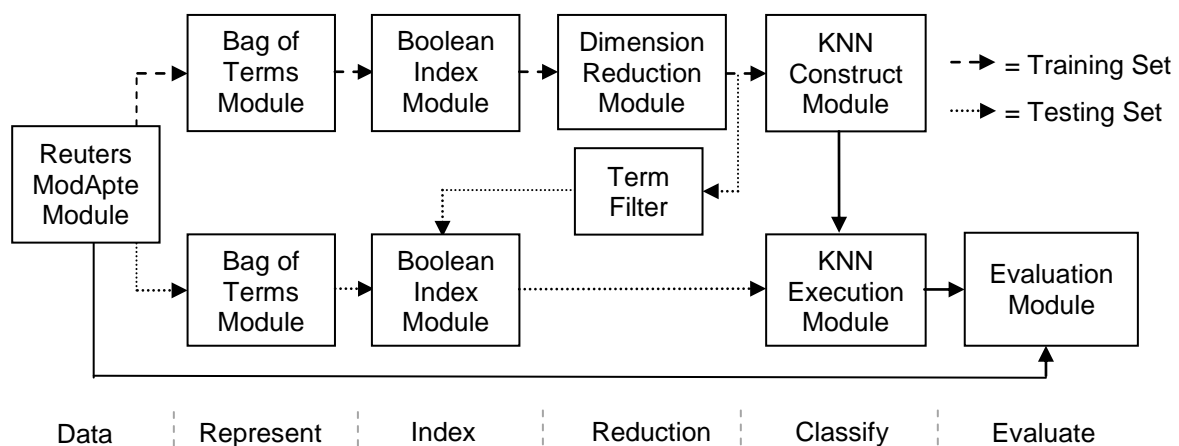 Bag of
Terms
Module
Boolean
Index
Module
Dimension
Reduction
Module
KNN
Construct
Module
= Training Set
= Testing Set
Reuters
ModApte
Module
Term
Filter
Bag of
Terms
Module
Boolean
Index
Module
KNN
Execution
Module
Evaluation
Module
Data
Represent
Index
Reduction
Classify
Evaluate